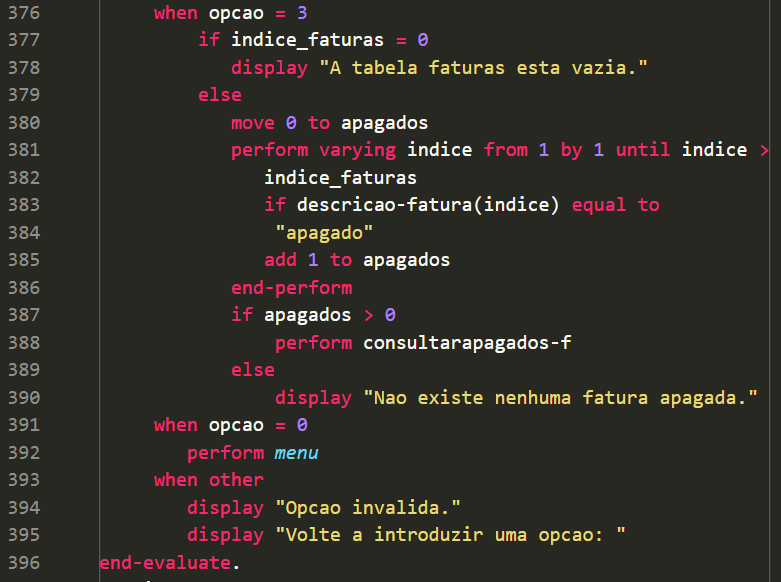 376 when opcao = 3
377 if indice_faturas = 0
378 display "A tabela faturas esta vazia."
379 else
380 move 0 to apagados
381 perform varying indice from 1 by 1 until indice >
382 indice_faturas
383 if descricao-fatura(indice) equal to
384 "apagado"
385 add 1 to apagados
386 end-perform
387 if apagados > 0
388 perform consultarapagados-f
389 else
390 display "Nao existe nenhuma fatura apagada."
391 when opcao = 0
392 perform menu
393 when other
394 display "Opcao invalida."
395 display "Volte a introduzir uma opcao: "
396 end-evaluate.